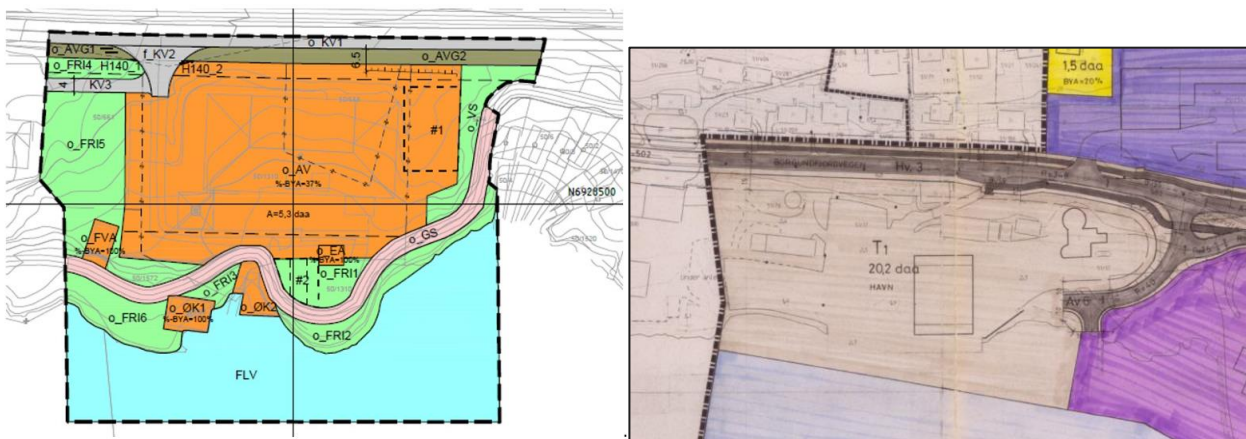 o_KV1
o_AVG1
f_KV2
o_AVG2
o_FRI4
H140_1
H140_2
6.5
4
KV3
#1
o_VS
o_FRI5
o_AV
%-BYA=37%
N6928500
A=5,3 daa
o_GS
o_FVA
%-BYA=100%
o_EA
%-BYA=100%
#2
o_FRI1
o_FRI3
o_ØK1
%-BYA=100%
o_ØK2
o_FRI6
o_FRI2
FLV
1,5 daa
BYA=20%
Hv. 3
T1
20,2 daa
HAVN